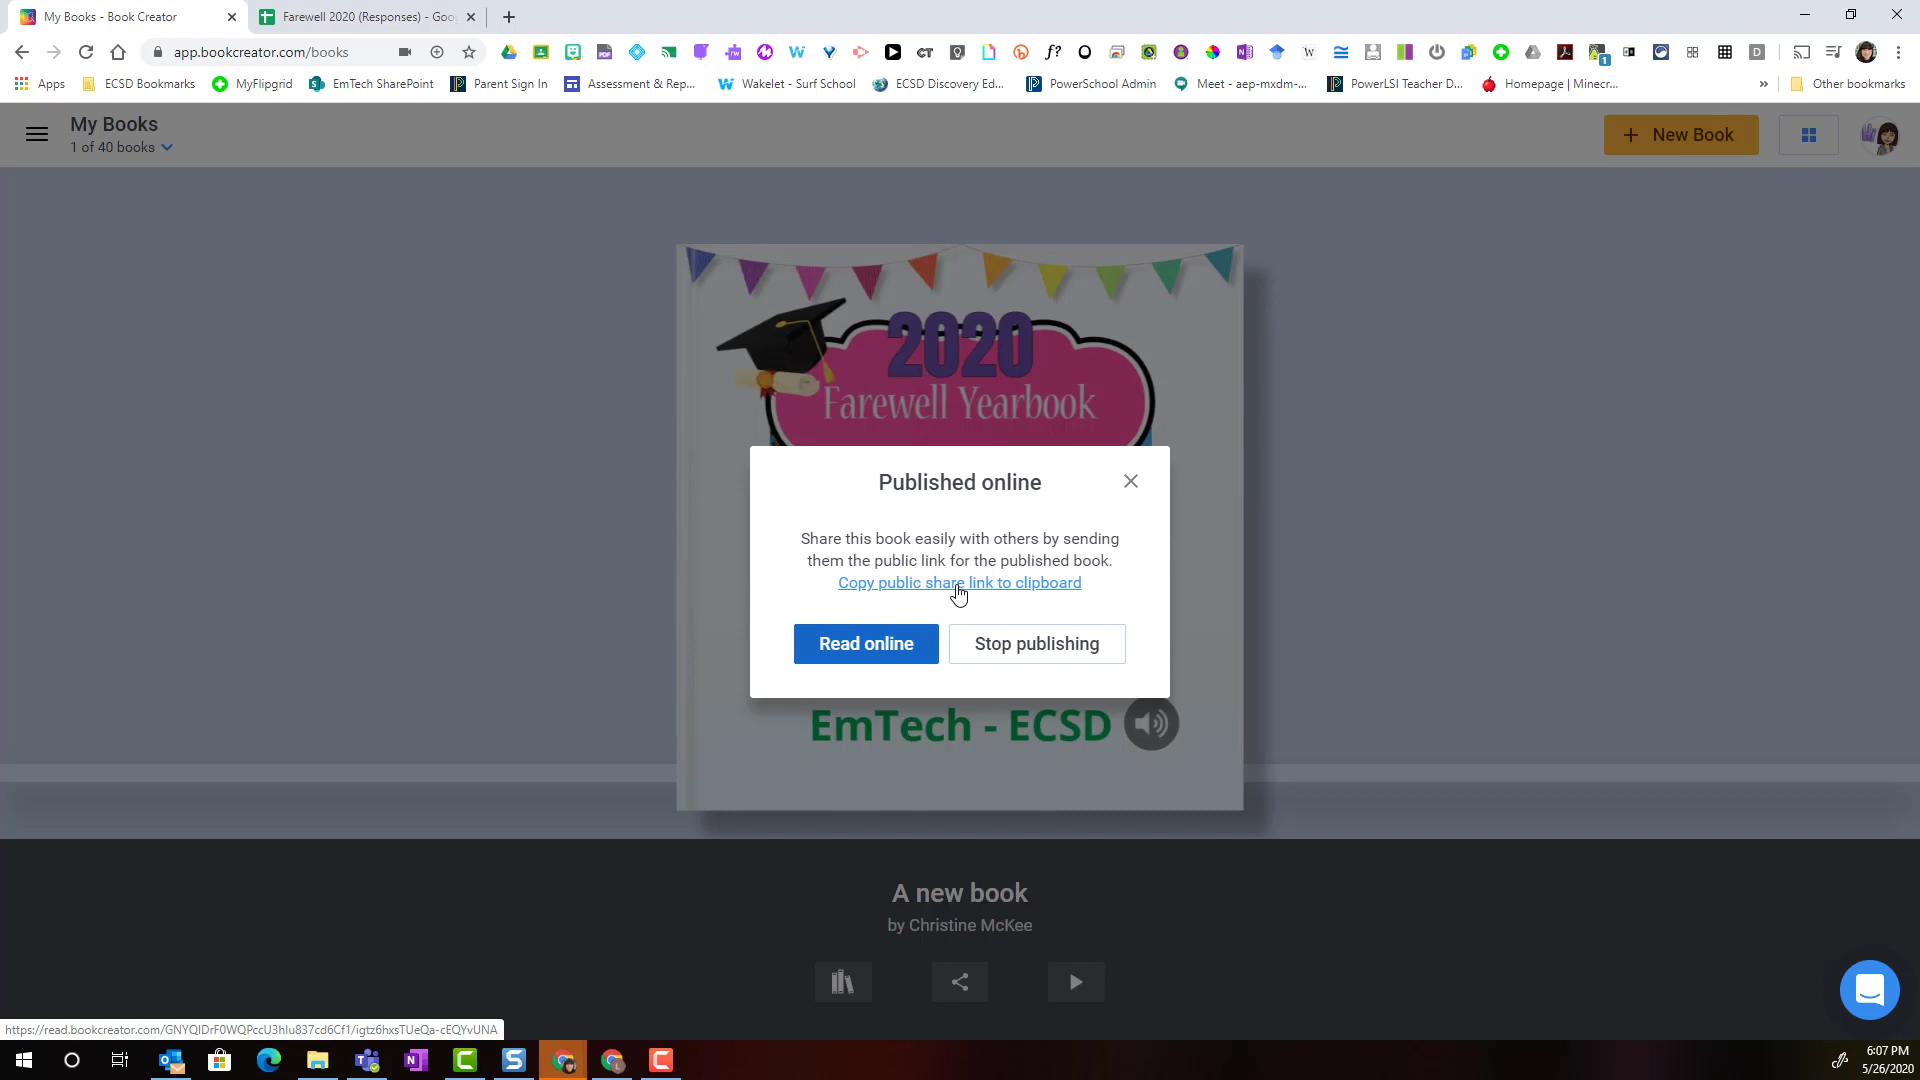 My Books - Book Creator
Farewell 2020 (Responses) - Goo
app.bookcreator.com/books
Apps
ECSD Bookmarks
MyFlipgrid
EmTech SharePoint
Parent Sign In
Assessment & Rep...
Wakelet - Surf School
ECSD Discovery Ed...
PowerSchool Admin
Meet - aep-mxdm-...
PowerLSI Teacher D...
Homepage | Minecr...
Other bookmarks
My Books
1 of 40 books
New Book
2020
Farewell Yearbook
Published online
Share this book easily with others by sending
them the public link for the published book.
Copy public share link to clipboard
Read online
Stop publishing
EmTech - ECSD
A new book
by Christine McKee
https://read.bookcreator.com/GNYQIDrF0WQPccU3hlu837cd6Cf1/igtz6hxsTUeQa-cEQYvUNA
6:07 PM
5/26/2020